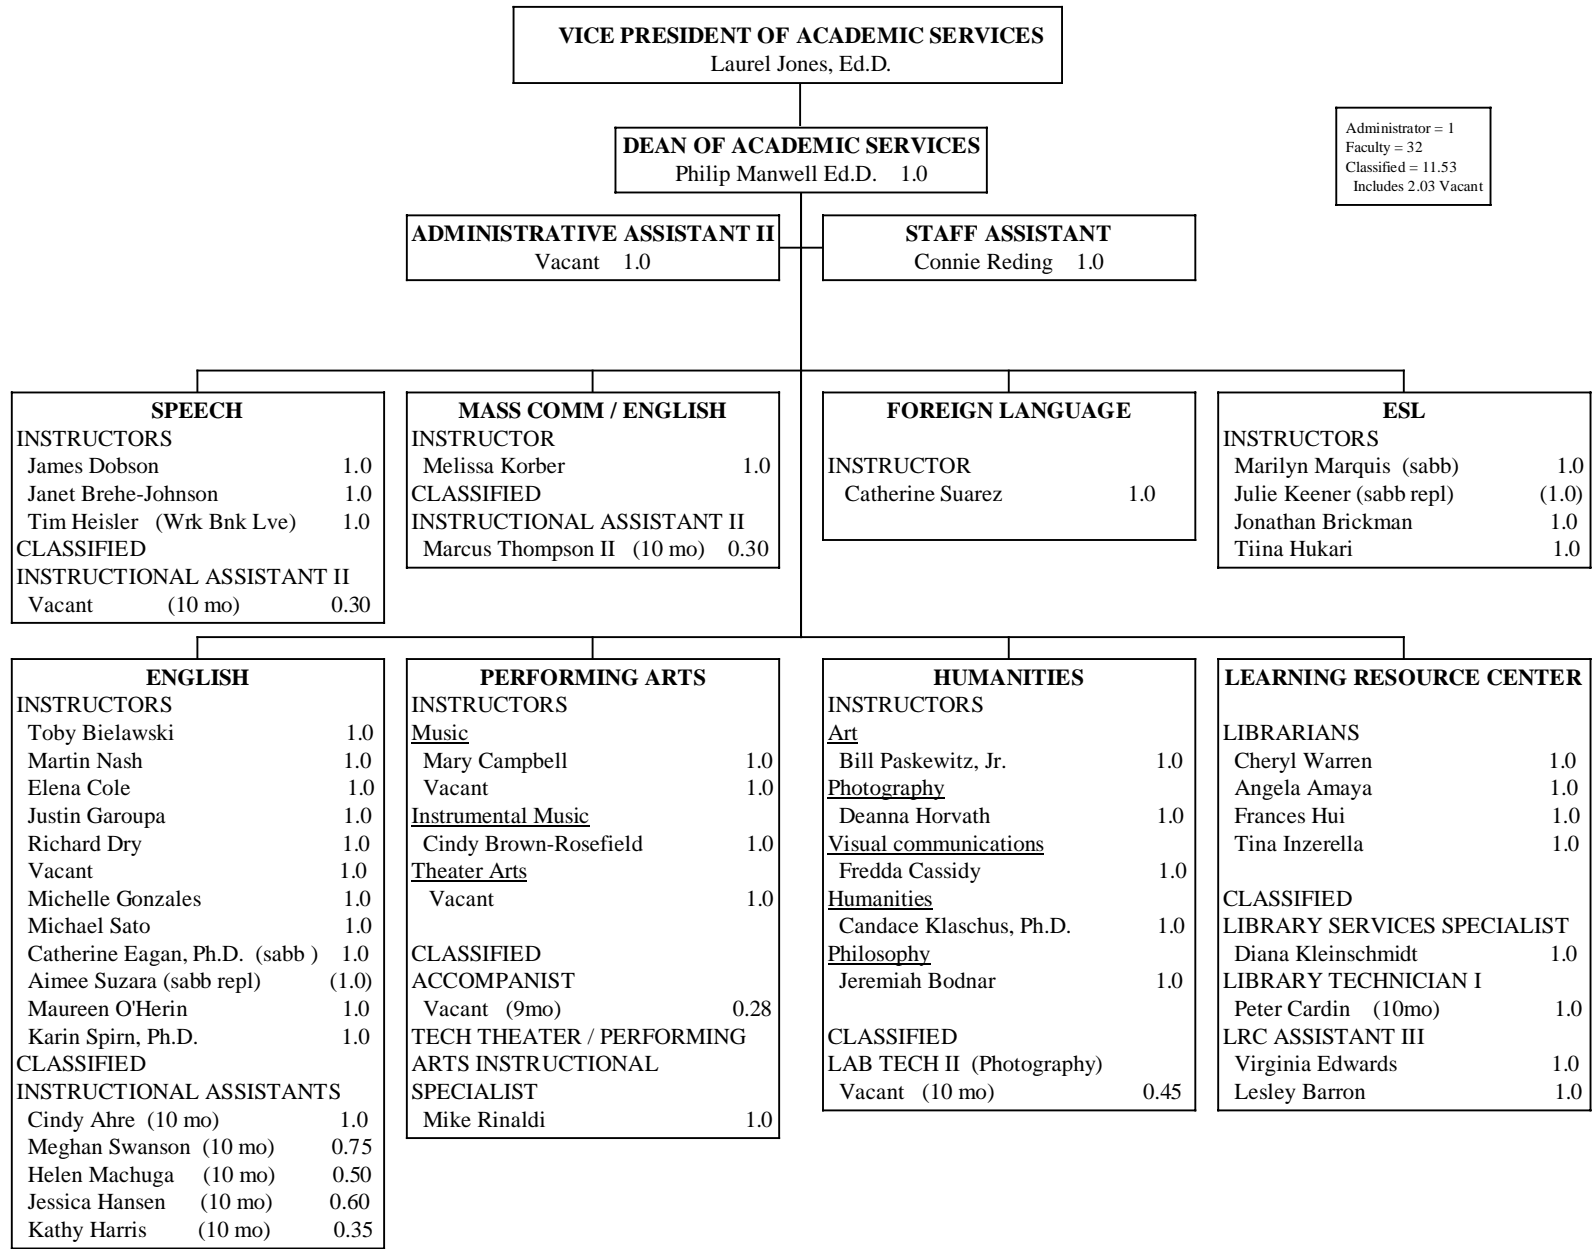 VICE PRESIDENT OF ACADEMIC SERVICES
Laurel Jones, Ed.D.
DEAN OF ACADEMIC SERVICES
Philip Manwell Ed.D. 1.0
Administrator = 1
Faculty = 32
Classified = 11.53
Includes 2.03 Vacant
ADMINISTRATIVE ASSISTANT II
Vacant 1.0
STAFF ASSISTANT
Connie Reding 1.0
SPEECH
INSTRUCTORS
James Dobson 1.0
Janet Brehe-Johnson 1.0
Tim Heisler (Wrk Bnk Lve) 1.0
CLASSIFIED
INSTRUCTIONAL ASSISTANT II
Vacant (10 mo) 0.30
MASS COMM / ENGLISH
INSTRUCTOR
Melissa Korber 1.0
CLASSIFIED
INSTRUCTIONAL ASSISTANT II
Marcus Thompson II (10 mo) 0.30
FOREIGN LANGUAGE
INSTRUCTOR
Catherine Suarez 1.0
ESL
INSTRUCTORS
Marilyn Marquis (sabb) 1.0
Julie Keener (sabb repl) (1.0)
Jonathan Brickman 1.0
Tiina Hukari 1.0
ENGLISH
INSTRUCTORS
Toby Bielawski 1.0
Martin Nash 1.0
Elena Cole 1.0
Justin Garoupa 1.0
Richard Dry 1.0
Vacant 1.0
Michelle Gonzales 1.0
Michael Sato 1.0
Catherine Eagan, Ph.D. (sabb ) 1.0
Aimee Suzara (sabb repl) (1.0)
Maureen O'Herin 1.0
Karin Spirn, Ph.D. 1.0
CLASSIFIED
INSTRUCTIONAL ASSISTANTS
Cindy Ahre (10 mo) 1.0
Meghan Swanson (10 mo) 0.75
Helen Machuga (10 mo) 0.50
Jessica Hansen (10 mo) 0.60
Kathy Harris (10 mo) 0.35
PERFORMING ARTS
INSTRUCTORS
Music
Mary Campbell 1.0
Vacant 1.0
Instrumental Music
Cindy Brown-Rosefield 1.0
Theater Arts
Vacant 1.0
CLASSIFIED
ACCOMPANIST
Vacant (9mo) 0.28
TECH THEATER / PERFORMING
ARTS INSTRUCTIONAL
SPECIALIST
Mike Rinaldi 1.0
HUMANITIES
INSTRUCTORS
Art
Bill Paskewitz, Jr. 1.0
Photography
Deanna Horvath 1.0
Visual communications
Fredda Cassidy 1.0
Humanities
Candace Klaschus, Ph.D. 1.0
Philosophy
Jeremiah Bodnar 1.0
CLASSIFIED
LAB TECH II (Photography)
Vacant (10 mo) 0.45
LEARNING RESOURCE CENTER
LIBRARIANS
Cheryl Warren 1.0
Angela Amaya 1.0
Frances Hui 1.0
Tina Inzerella 1.0
CLASSIFIED
LIBRARY SERVICES SPECIALIST
Diana Kleinschmidt 1.0
LIBRARY TECHNICIAN I
Peter Cardin (10mo) 1.0
LRC ASSISTANT III
Virginia Edwards 1.0
Lesley Barron 1.0